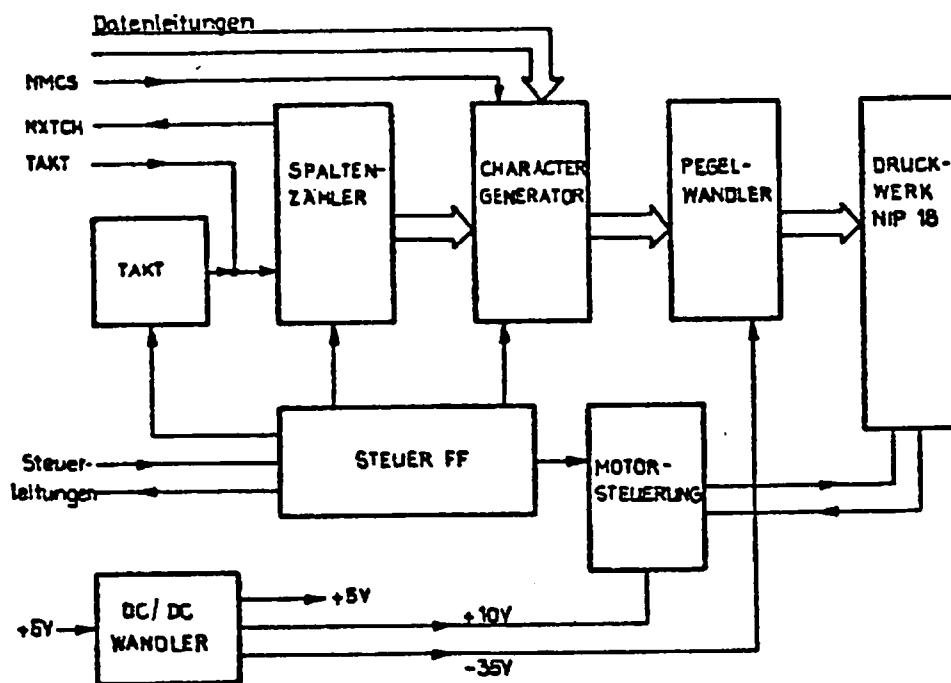 Datenleitungen
NMCS
NXTCH
TAKT
TAKT
SPALTEN-
ZÄHLER
CHARACTER
GENERATOR
PEGEL-
WANDLER
DRUCK-
WERK
NIP 18
Steuer-
leitungen
STEUER FF
MOTOR-
STEUERUNG
+5V
DC/DC
WANDLER
+5V
+10V
-35V